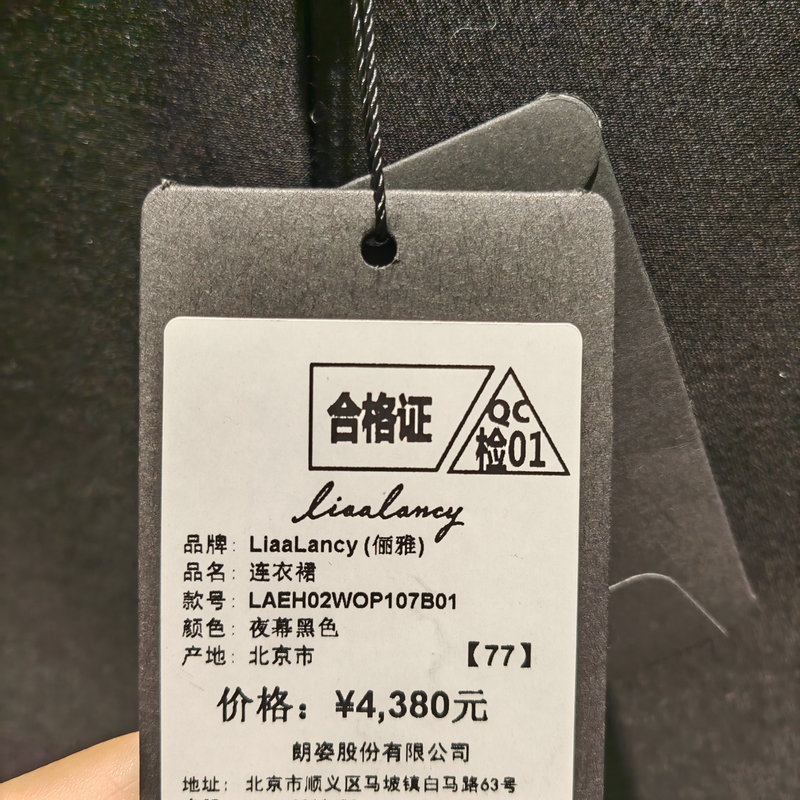 合格证
QC
检01
liaalancy
品牌: LiaaLancy (俪雅)
品名: 连衣裙
款号: LAEH02WOP107B01
颜色: 夜幕黑色
产地: 北京市 【77】
价格: ¥4,380元
朗姿股份有限公司
地址: 北京市顺义区马坡镇白马路63号